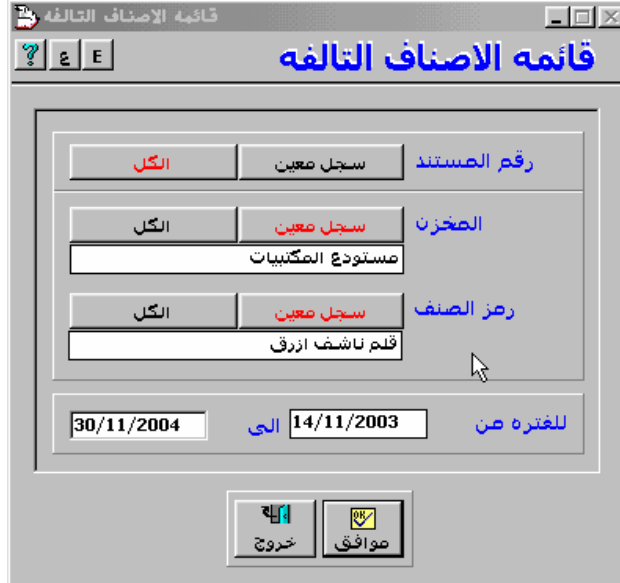 قائمه الاصناف التالفه
قائمه الاصناف التالفه
E ع ?
رقم المستند سجل معين الكل
المخزن سجل معين الكل
مستودع المكتبيات
رمز الصنف سجل معين الكل
قلم ناشف ازرق
للفتره من 14/11/2003 الى 30/11/2004
OK
موافق خروج